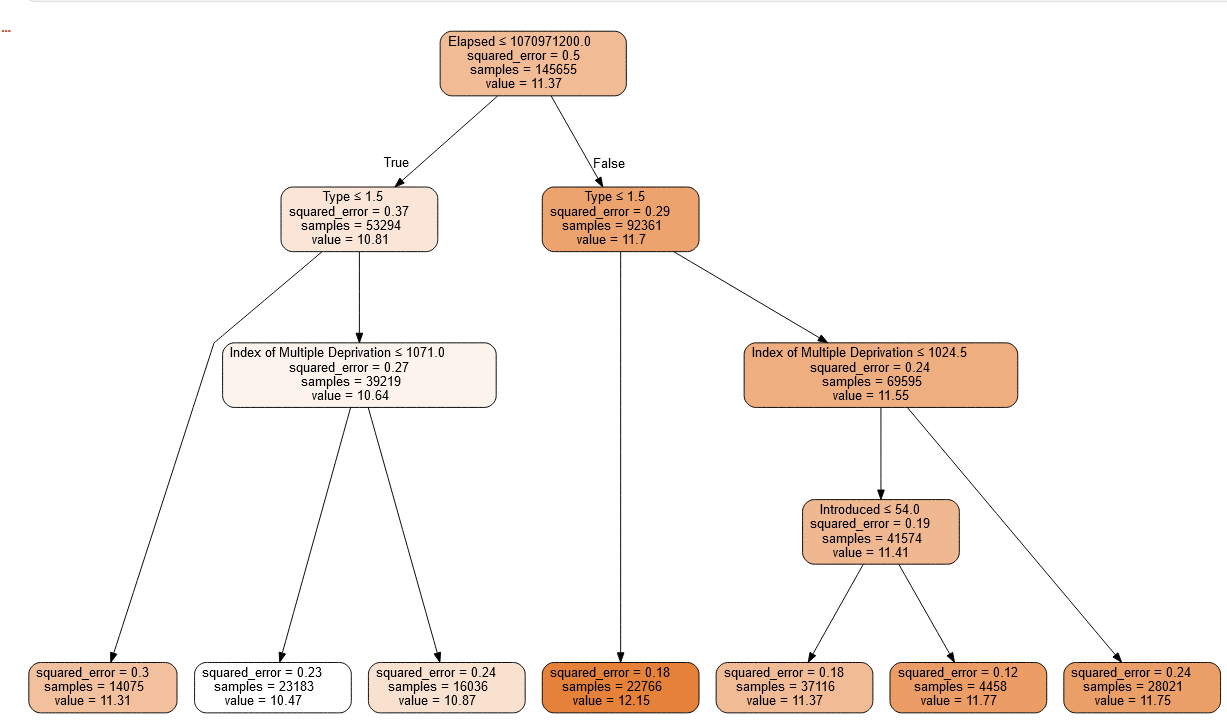 ...
Elapsed ≤ 1070971200.0
squared_error = 0.5
samples = 145655
value = 11.37
True
False
Type ≤ 1.5
squared_error = 0.37
samples = 53294
value = 10.81
Type ≤ 1.5
squared_error = 0.29
samples = 92361
value = 11.7
Index of Multiple Deprivation ≤ 1071.0
squared_error = 0.27
samples = 39219
value = 10.64
Index of Multiple Deprivation ≤ 1024.5
squared_error = 0.24
samples = 69595
value = 11.55
Introduced ≤ 54.0
squared_error = 0.19
samples = 41574
value = 11.41
squared_error = 0.3
samples = 14075
value = 11.31
squared_error = 0.23
samples = 23183
value = 10.47
squared_error = 0.24
samples = 16036
value = 10.87
squared_error = 0.18
samples = 22766
value = 12.15
squared_error = 0.18
samples = 37116
value = 11.37
squared_error = 0.12
samples = 4458
value = 11.77
squared_error = 0.24
samples = 28021
value = 11.75